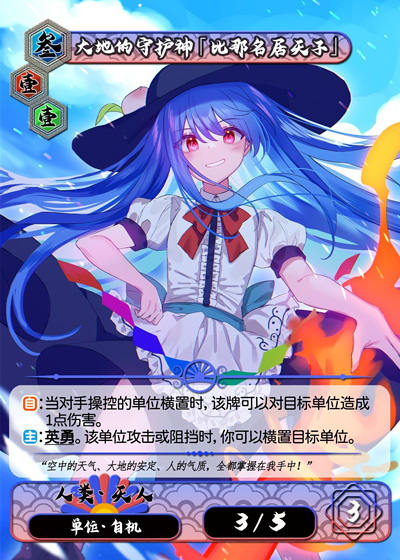 叁
大地的守护神「比那名居天子」
壹
壹
自:当对手操控的单位横置时,该牌可以对目标单位造成
1点伤害。
主:英勇。该单位攻击或阻挡时,你可以横置目标单位。
“空中的天气、大地的安定、人的气质,全都掌握在我手中!”
人类·天人
单位·自机
3/5
3